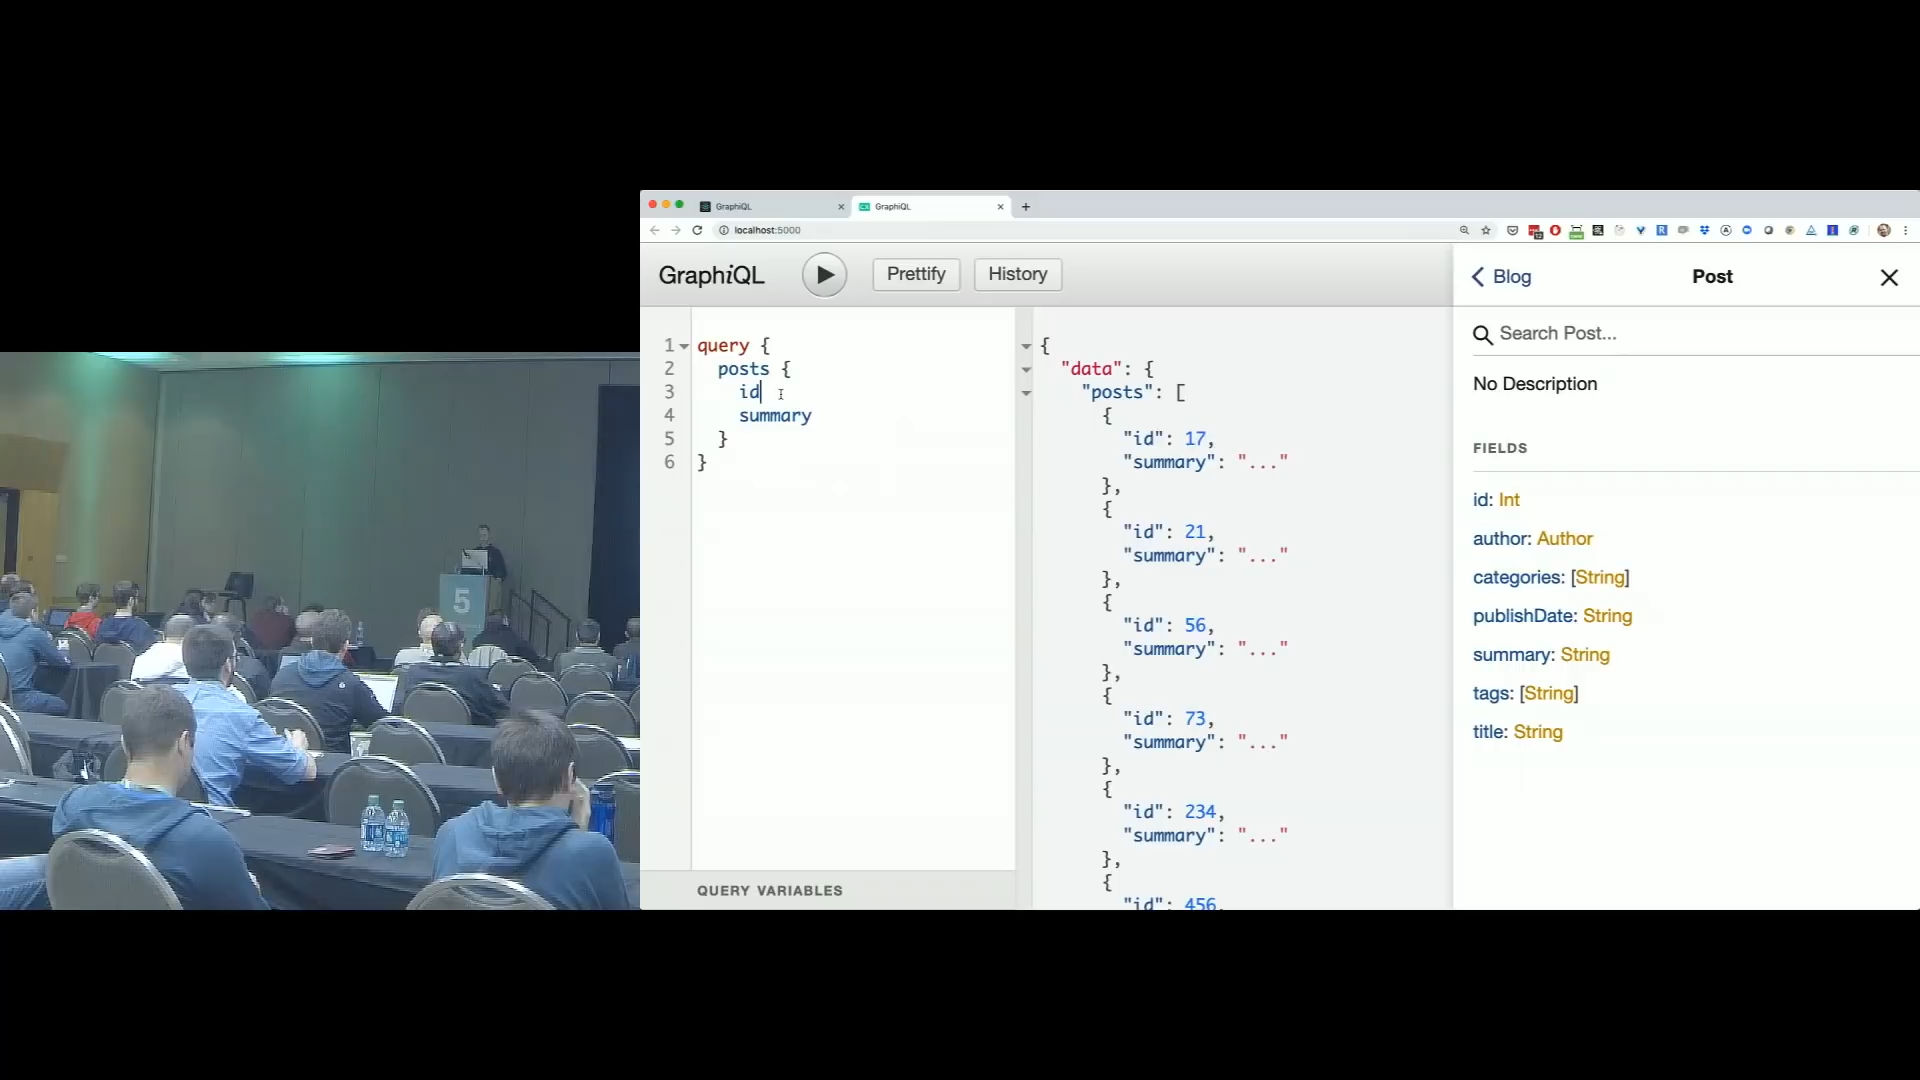 GraphiQL
GraphiQL
localhost:5000
GraphiQL
Prettify
History
1 query {
2 posts {
3 id
4 summary
5 }
6 }
QUERY VARIABLES
{
"data": {
"posts": [
{
"id": 17,
"summary": "..."
},
{
"id": 21,
"summary": "..."
},
{
"id": 56,
"summary": "..."
},
{
"id": 73,
"summary": "..."
},
{
"id": 234,
"summary": "..."
},
{
"id": 456,
Blog
Post
Search Post...
No Description
FIELDS
id: Int
author: Author
categories: [String]
publishDate: String
summary: String
tags: [String]
title: String
5